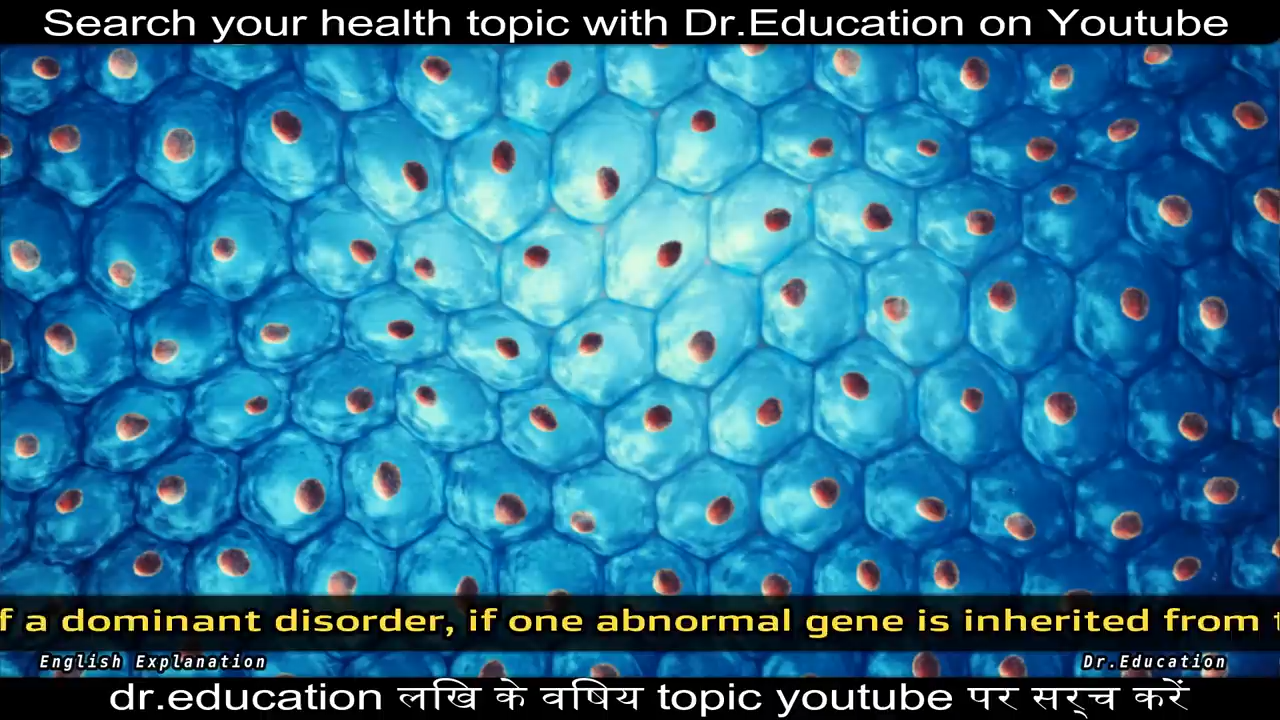 Search your health topic with Dr.Education on Youtube
f a dominant disorder, if one abnormal gene is inherited from t
English Explanation
Dr.Education
dr.education लखि के वषिय topic youtube पर सर्च करें